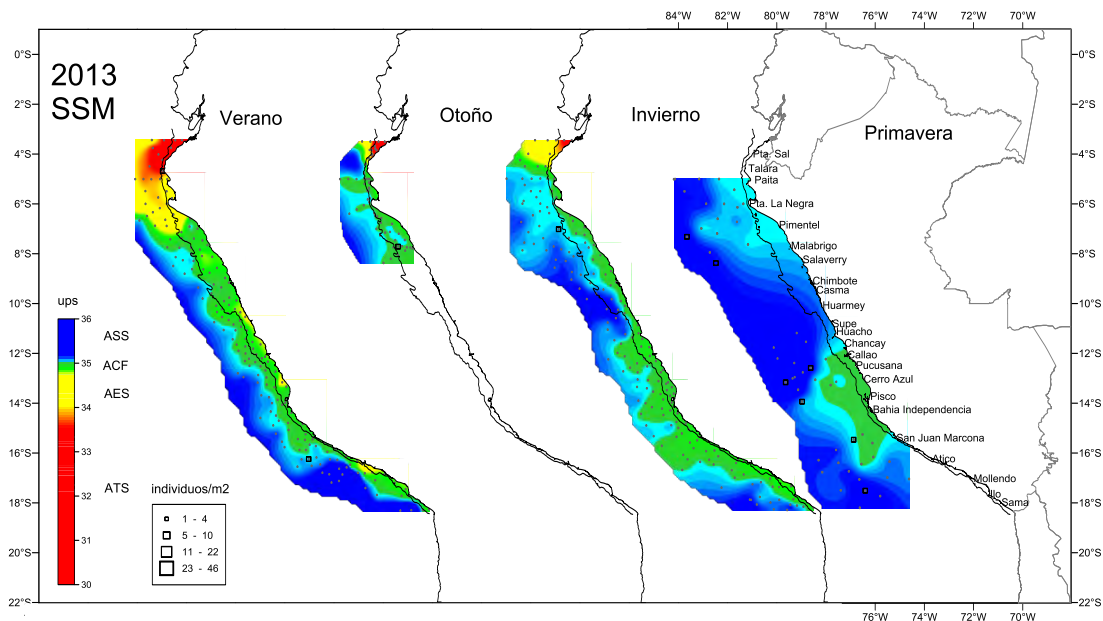 84°W 82°W 80°W 78°W 76°W 74°W 72°W 70°W
2013
SSM
Verano
Otoño
Invierno
Primavera
0°S
2°S
4°S
6°S
8°S
10°S
12°S
14°S
16°S
18°S
20°S
22°S
0°S
2°S
4°S
6°S
8°S
10°S
12°S
14°S
16°S
18°S
20°S
22°S
Pta. Sal
Talara
Paita
Pta. La Negra
Pimentel
Malabrigo
Salaverry
Chimbote
Casma
Huarmey
Supe
Huacho
Chancay
Callao
Pucusana
Cerro Azul
Pisco
Bahia Independencia
San Juan Marcona
Atico
Mollendo
Ilo
Sama
ups
36
35
34
33
32
31
30
ASS
ACF
AES
ATS
individuos/m2
1 - 4
5 - 10
11 - 22
23 - 46
76°W 74°W 72°W 70°W